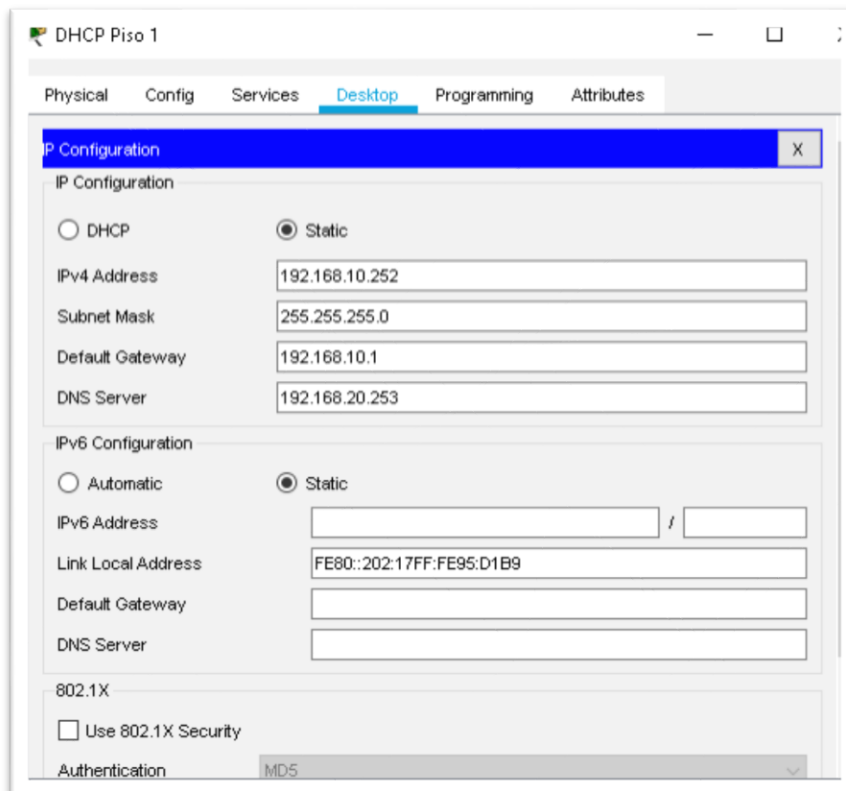 DHCP Piso 1
Physical Config Services Desktop Programming Attributes
IP Configuration X
IP Configuration
DHCP Static
IPv4 Address 192.168.10.252
Subnet Mask 255.255.255.0
Default Gateway 192.168.10.1
DNS Server 192.168.20.253
IPv6 Configuration
Automatic Static
IPv6 Address /
Link Local Address FE80::202:17FF:FE95:D1B9
Default Gateway
DNS Server
802.1X
Use 802.1X Security
Authentication MD5